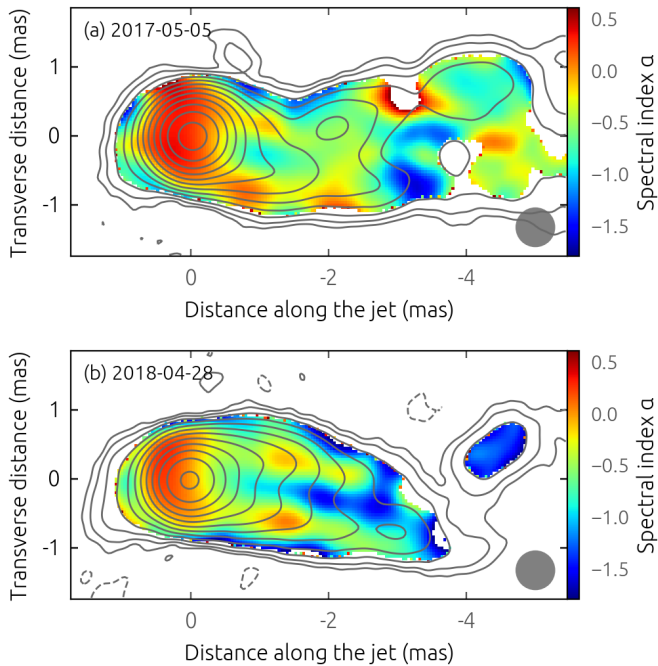 (a) 2017-05-05
Transverse distance (mas)
1
0
-1
0
-2
-4
Distance along the jet (mas)
0.5
0.0
−0.5
−1.0
−1.5
Spectral index α
(b) 2018-04-28
Transverse distance (mas)
1
0
-1
0
-2
-4
Distance along the jet (mas)
0.5
0.0
−0.5
−1.0
−1.5
Spectral index α